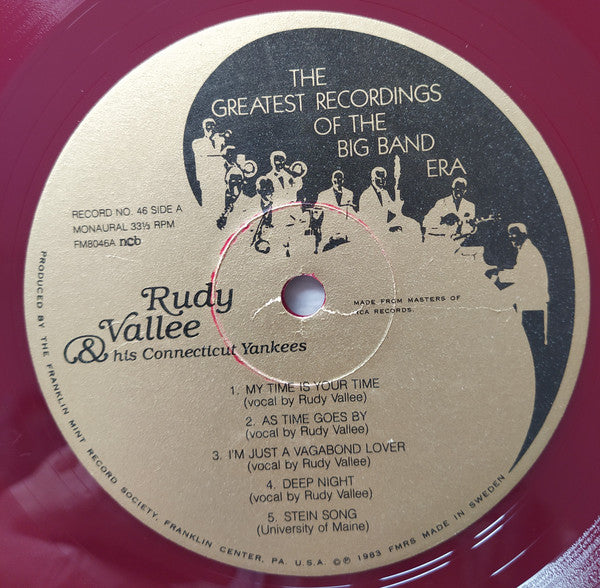 THE
GREATEST RECORDINGS
OF THE
BIG BAND
ERA
RECORD NO. 46 SIDE A
MONAURAL 33⅓ RPM
FM8046A ncb
Rudy
Vallee
& his Connecticut Yankees
MADE FROM MASTERS OF
RCA RECORDS.
1. MY TIME IS YOUR TIME
(vocal by Rudy Vallee)
2. AS TIME GOES BY
(vocal by Rudy Vallee)
3. I'M JUST A VAGABOND LOVER
(vocal by Rudy Vallee)
4. DEEP NIGHT
(vocal by Rudy Vallee)
5. STEIN SONG
(University of Maine)
PRODUCED BY THE FRANKLIN MINT RECORD SOCIETY, FRANKLIN CENTER, PA. U.S.A. ©℗ 1983 FMRS MADE IN SWEDEN